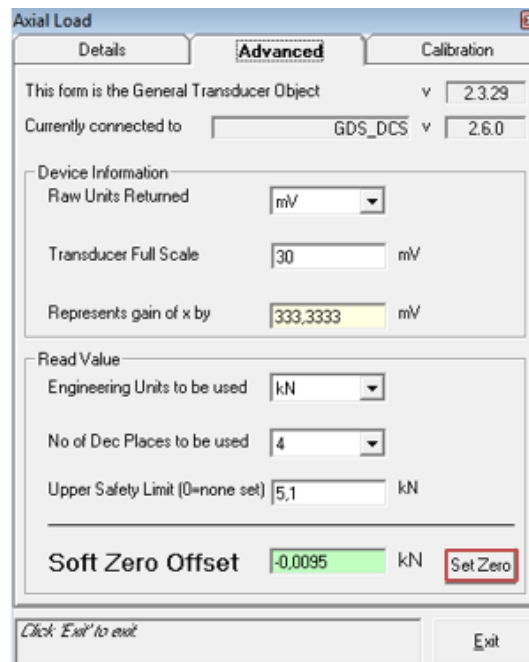 Axial Load
Details Advanced Calibration
This form is the General Transducer Object v 2.3.29
Currently connected to GDS_DCS v 2.6.0
Device Information
Raw Units Returned mV
Transducer Full Scale 30 mV
Represents gain of x by 333,3333 mV
Read Value
Engineering Units to be used kN
No of Dec Places to be used 4
Upper Safety Limit (0=none set) 5,1 kN
Soft Zero Offset -0,0095 kN Set Zero
Click 'Exit' to exit Exit